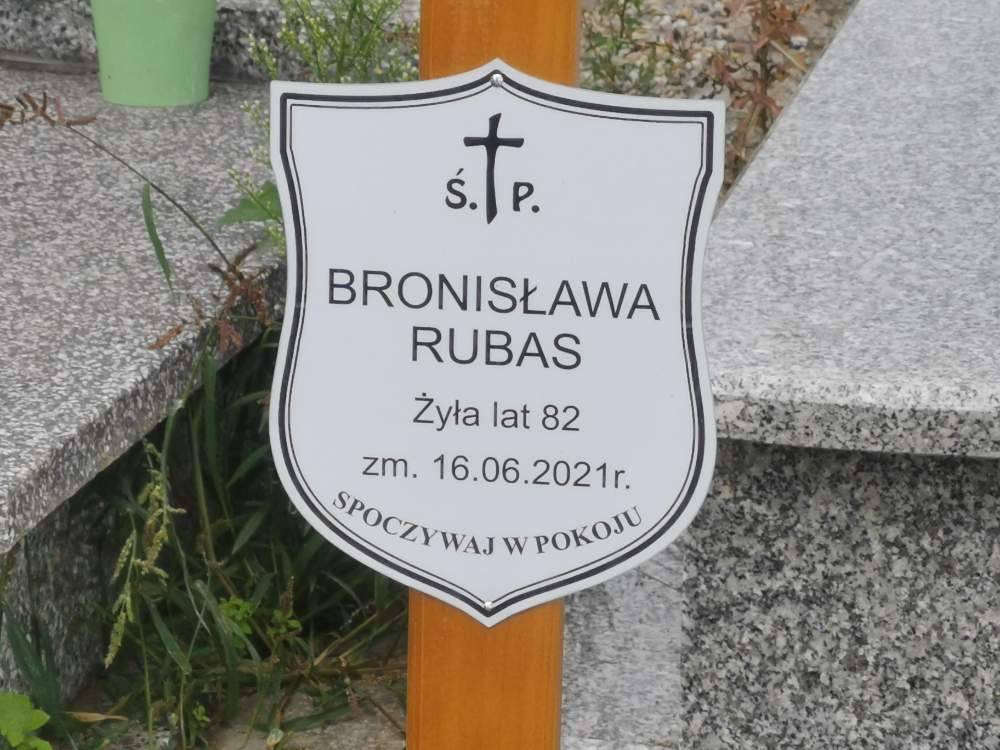 Ś. P.
BRONISŁAWA
RUBAS
Żyła lat 82
zm. 16.06.2021r.
SPOCZYWAJ W POKOJU